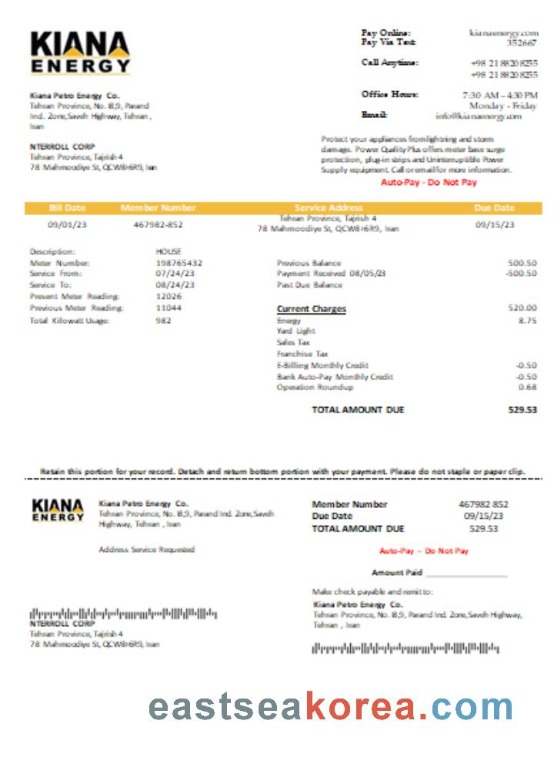 KIANA
ENERGY
Pay Online: kianaenergy.com
Pay Via Text: 352667
Call Anytime: +98 21 8820 8255
+98 21 8820 8255
Office Hours: 7:30 AM – 4:30 PM
Monday - Friday
Email: info@kianaenergy.com
Kiana Petro Energy Co.
Tehran Province, No. 8,9, Parand
Ind. Zone,Saveh Highway, Tehran ,
Iran
NTERROLL CORP
Tehran Province, Tajrish 4
78 Mahmoodiye St, QCW8+6R9, Iran
Protect your appliances from lightning and storm
damage. Power Quality Plus offers meter base surge
protection, plug-in strips and Uninterruptible Power
Supply equipment. Call or email for more information.
Auto-Pay - Do Not Pay
Bill Date Member Number Service Address Due Date
09/01/23 467982-852 Tehran Province, Tajrish 4 09/15/23
78 Mahmoodiye St, QCW8+6R9, Iran
Description: HOUSE
Meter Number: 198765432
Service From: 07/24/23
Service To: 08/24/23
Present Meter Reading: 12026
Previous Meter Reading: 11044
Total Kilowatt Usage: 982
Previous Balance 500.50
Payment Received 08/05/23 -500.50
Past Due Balance
Current Charges 520.00
Energy 8.75
Yard Light
Sales Tax
Franchise Tax
E-Billing Monthly Credit -0.50
Bank Auto-Pay Monthly Credit -0.50
Operation Roundup 0.68
TOTAL AMOUNT DUE 529.53
Retain this portion for your record. Detach and return bottom portion with your payment. Please do not staple or paper clip.
KIANA
ENERGY
Kiana Petro Energy Co.
Tehran Province, No. 8,9, Parand Ind. Zone,Saveh
Highway, Tehran , Iran
Address Service Requested
Member Number 467982-852
Due Date 09/15/23
TOTAL AMOUNT DUE 529.53
Auto-Pay – Do Not Pay
Amount Paid
Make check payable and remit to:
Kiana Petro Energy Co.
Tehran Province, No. 8,9, Parand Ind. Zone,Saveh Highway,
Tehran , Iran
NTERROLL CORP
Tehran Province, Tajrish 4
78 Mahmoodiye St, QCW8+6R9, Iran
eastseakorea.com